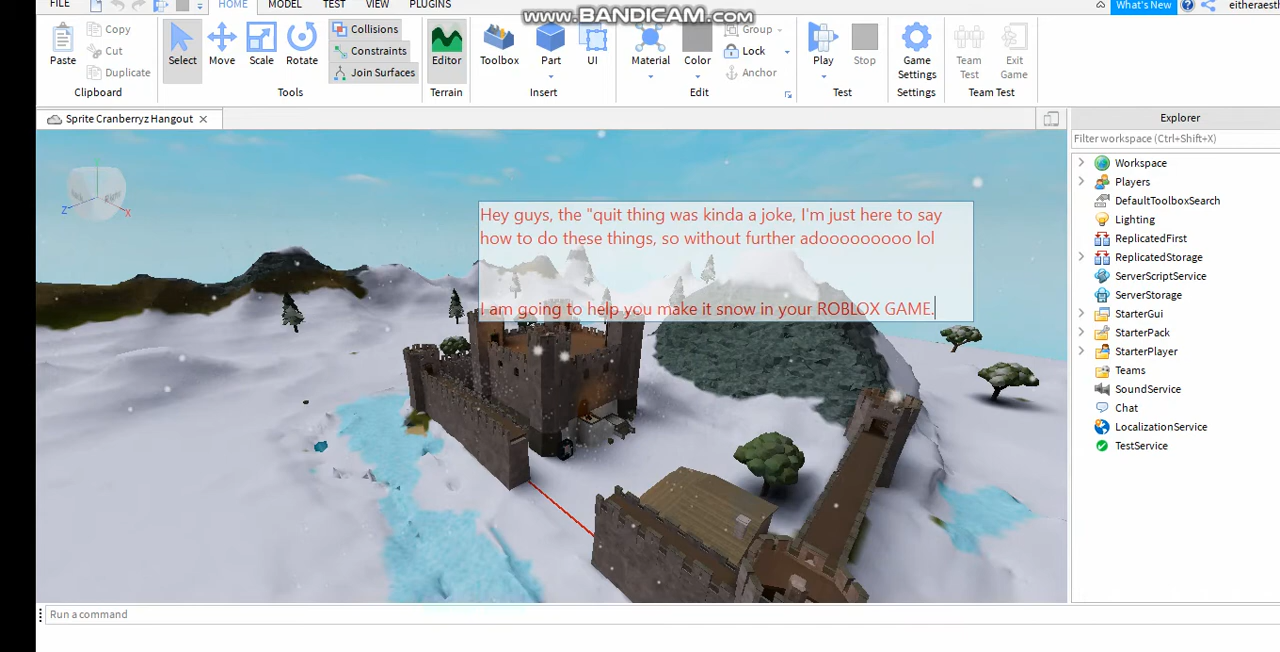 www.BANDICAM.com
FILE
HOME MODEL TEST VIEW PLUGINS What's New
Copy Collisions Group
Cut Constraints Lock
Paste Select Move Scale Rotate Editor Toolbox Part UI Material Color Play Stop Game Settings Team Test Exit Game
Duplicate Join Surfaces Anchor
Clipboard Tools Terrain Insert Edit Test Settings Team Test
Sprite Cranberryz Hangout
Explorer
Filter workspace (Ctrl+Shift+X)
Workspace
Players
DefaultToolboxSearch
Lighting
ReplicatedFirst
ReplicatedStorage
ServerScriptService
ServerStorage
StarterGui
StarterPack
StarterPlayer
Teams
SoundService
Chat
LocalizationService
TestService
Z X
Hey guys, the "quit thing was kinda a joke, I'm just here to say
how to do these things, so without further adooooooooo lol
I am going to help you make it snow in your ROBLOX GAME.
Run a command